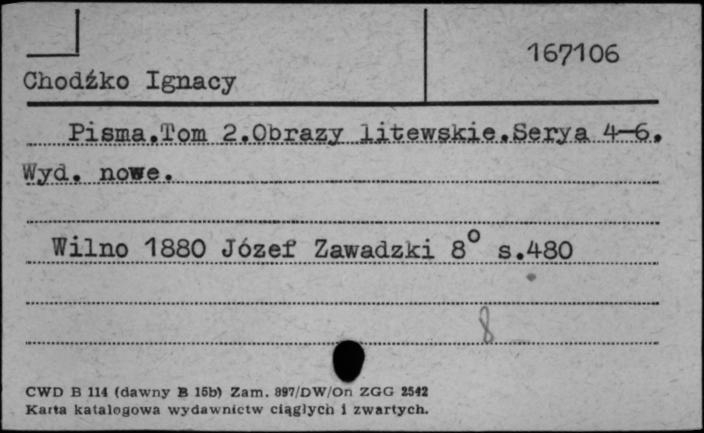 167106
Chodźko Ignacy
Pisma.Tom 2.Obrazy litewskie.Serya 4-6.
Wyd. nowe.
Wilno 1880 Józef Zawadzki 8° s.480
8
CWD B 114 (dawny B 15b) Zam. 897/DW/On ZGG 2542
Karta katalogowa wydawnictw ciągłych i zwartych.